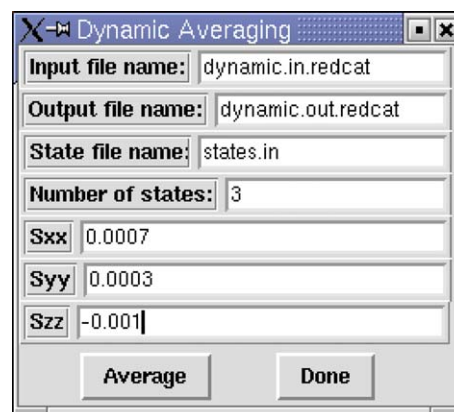 Dynamic Averaging
Input file name: dynamic.in.redcat
Output file name: dynamic.out.redcat
State file name: states.in
Number of states: 3
Sxx 0.0007
Syy 0.0003
Szz -0.001
Average Done